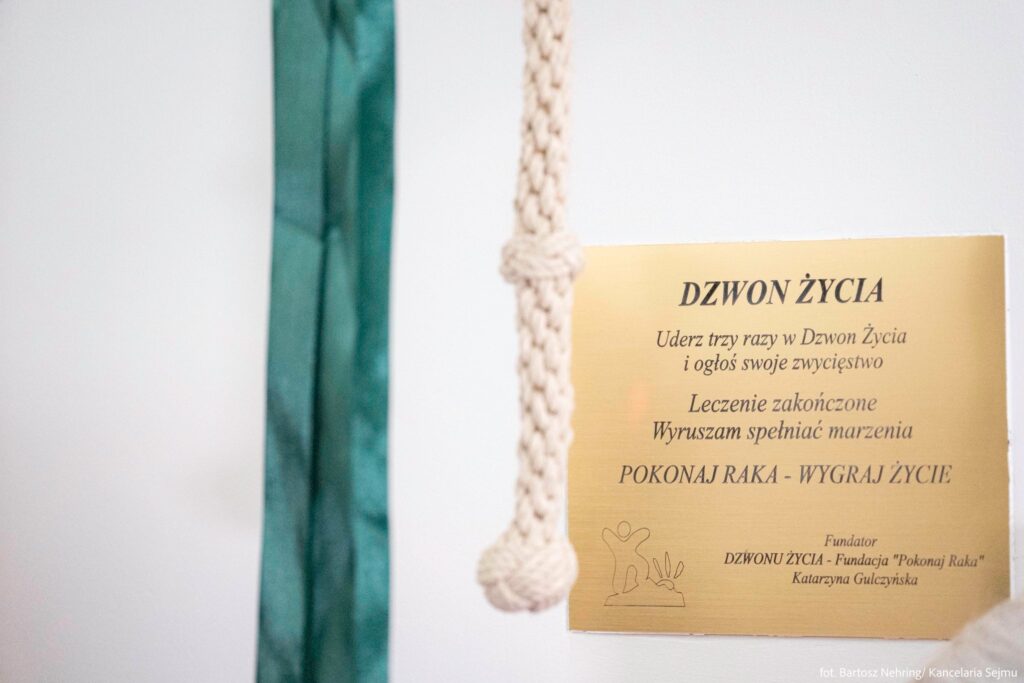 DZWON ŻYCIA
Uderz trzy razy w Dzwon Życia
i ogłoś swoje zwycięstwo
Leczenie zakończone
Wyruszam spełniać marzenia
POKONAJ RAKA - WYGRAJ ŻYCIE
Fundator
DZWONU ŻYCIA - Fundacja "Pokonaj Raka"
Katarzyna Gulczyńska
fot. Bartosz Nehring/ Kancelaria Sejmu